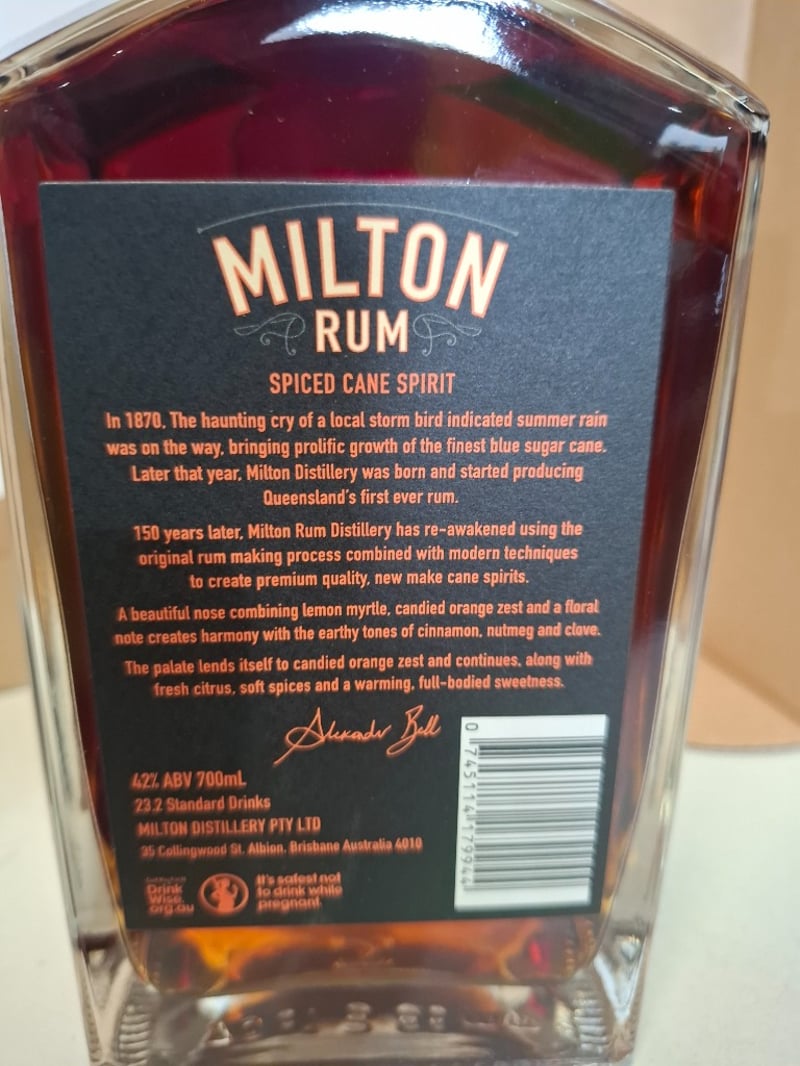 MILTON
RUM
SPICED CANE SPIRIT
In 1870, The haunting cry of a local storm bird indicated summer rain
was on the way, bringing prolific growth of the finest blue sugar cane.
Later that year, Milton Distillery was born and started producing
Queensland's first ever rum.
150 years later, Milton Rum Distillery has re-awakened using the
original rum making process combined with modern techniques
to create premium quality, new make cane spirits.
A beautiful nose combining lemon myrtle, candied orange zest and a floral
note creates harmony with the earthy tones of cinnamon, nutmeg and clove.
The palate lends itself to candied orange zest and continues, along with
fresh citrus, soft spices and a warming, full-bodied sweetness.
Alexander Bell
42% ABV 700mL
23.2 Standard Drinks
MILTON DISTILLERY PTY LTD
35 Collingwood St. Albion, Brisbane Australia 4010
Drink
Wise.
org.au
It's safest not
to drink while
pregnant
0 745114 179944